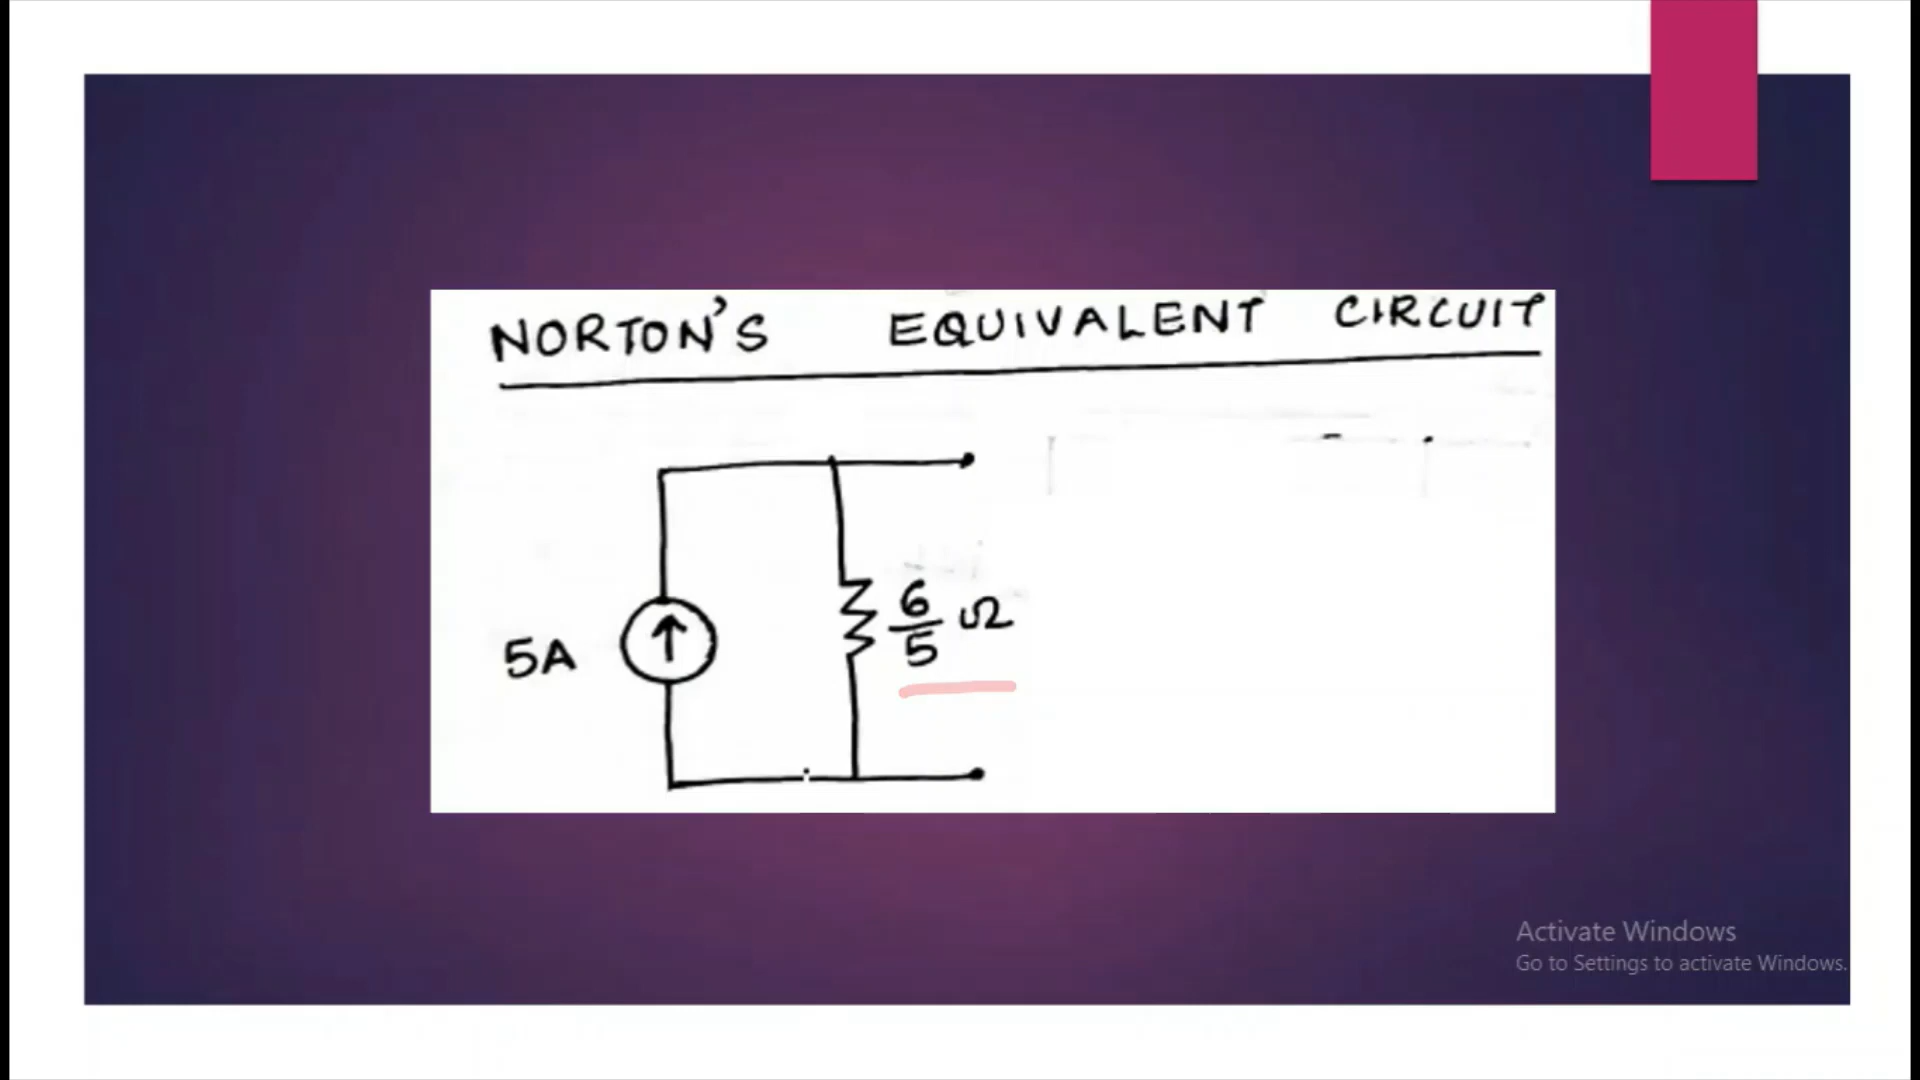 NORTON'S EQUIVALENT CIRCUIT
5A
6/5 Ω
Activate Windows
Go to Settings to activate Windows.